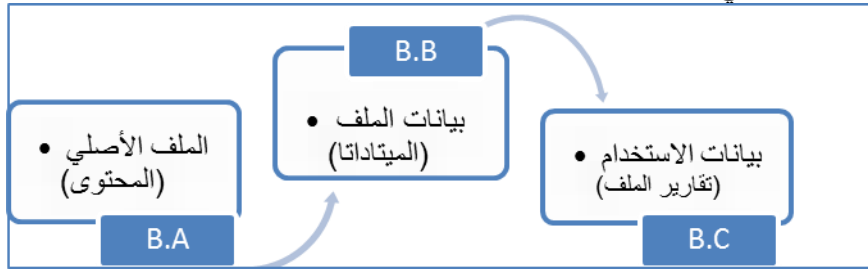 B.A
• الملف الأصلي
(المحتوى)
B.B
• بيانات الملف
(الميتاداتا)
B.C
• بيانات الاستخدام
(تقارير الملف)